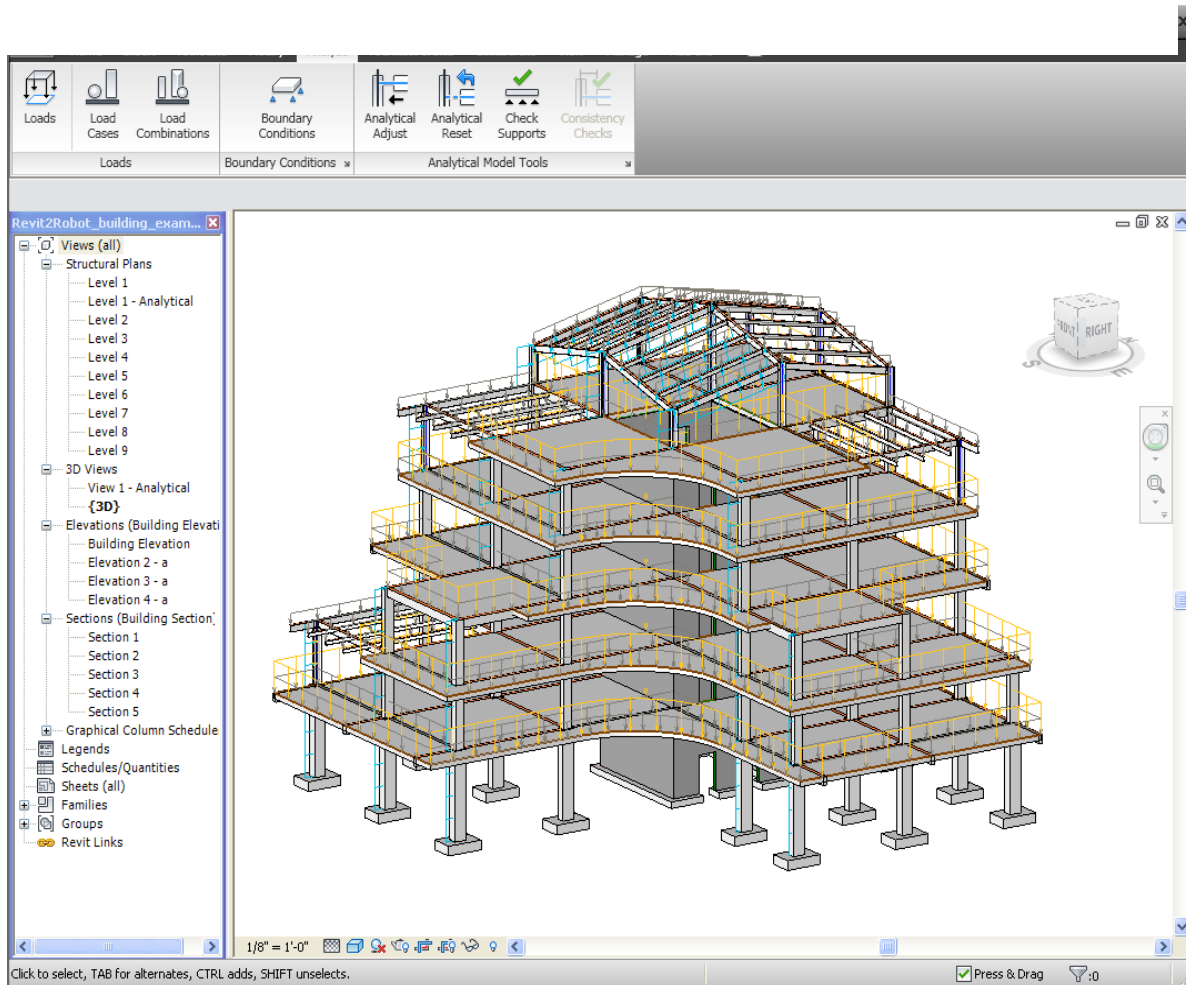 Loads
Load Cases
Load Combinations
Boundary Conditions
Analytical Adjust
Analytical Reset
Check Supports
Consistency Checks
Loads
Boundary Conditions
Analytical Model Tools
Revit2Robot_building_exam...
Views (all)
Structural Plans
Level 1
Level 1 - Analytical
Level 2
Level 3
Level 4
Level 5
Level 6
Level 7
Level 8
Level 9
3D Views
View 1 - Analytical
{3D}
Elevations (Building Elevati
Building Elevation
Elevation 2 - a
Elevation 3 - a
Elevation 4 - a
Sections (Building Section)
Section 1
Section 2
Section 3
Section 4
Section 5
Graphical Column Schedule
Legends
Schedules/Quantities
Sheets (all)
Families
Groups
Revit Links
FRONT
RIGHT
S
E
N
1/8" = 1'-0"
Click to select, TAB for alternates, CTRL adds, SHIFT unselects.
Press & Drag
:0